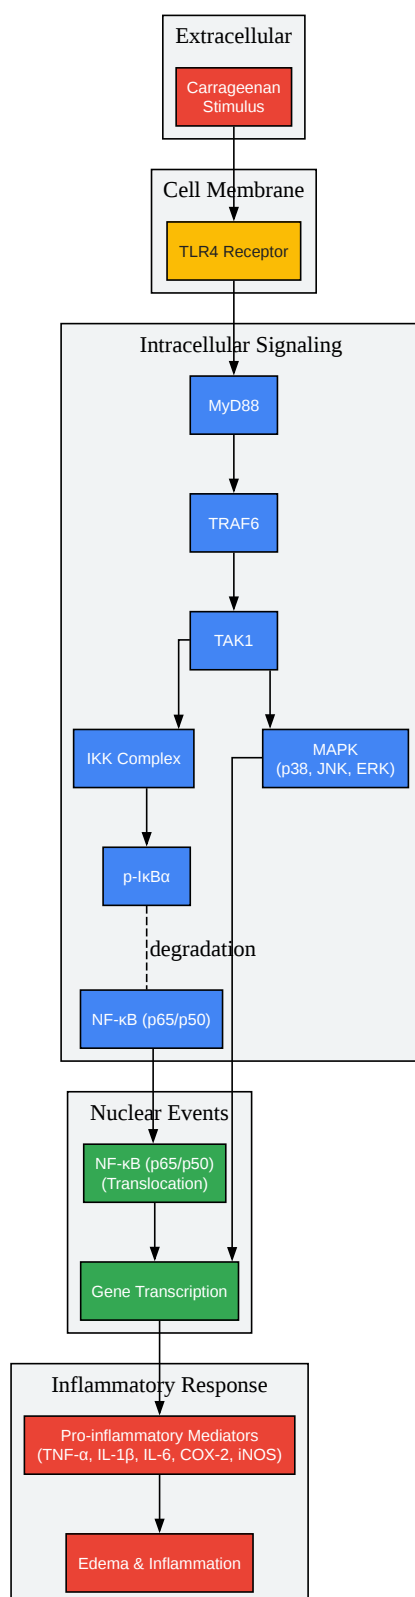 Extracellular
Carrageenan
Stimulus
Cell Membrane
TLR4 Receptor
Intracellular Signaling
MyD88
TRAF6
TAK1
IKK Complex
MAPK
(p38, JNK, ERK)
p-IκBα
degradation
NF-κB (p65/p50)
Nuclear Events
NF-κB (p65/p50)
(Translocation)
Gene Transcription
Inflammatory Response
Pro-inflammatory Mediators
(TNF-α, IL-1β, IL-6, COX-2, iNOS)
Edema & Inflammation